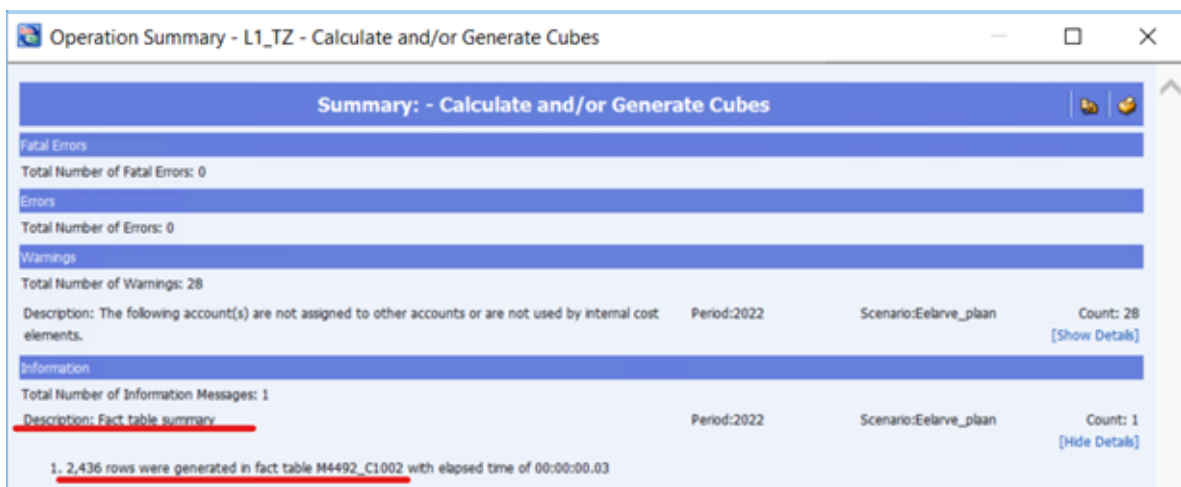 Operation Summary - L1_TZ - Calculate and/or Generate Cubes
Summary: - Calculate and/or Generate Cubes
Fatal Errors
Total Number of Fatal Errors: 0
Errors
Total Number of Errors: 0
Warnings
Total Number of Warnings: 28
Description: The following account(s) are not assigned to other accounts or are not used by internal cost Period:2022 Scenario:Eelarve_plaan Count: 28
elements. [Show Details]
Information
Total Number of Information Messages: 1
Description: Fact table summary Period:2022 Scenario:Eelarve_plaan Count: 1
[Hide Details]
1. 2,436 rows were generated in fact table M4492_C1002 with elapsed time of 00:00:00.03